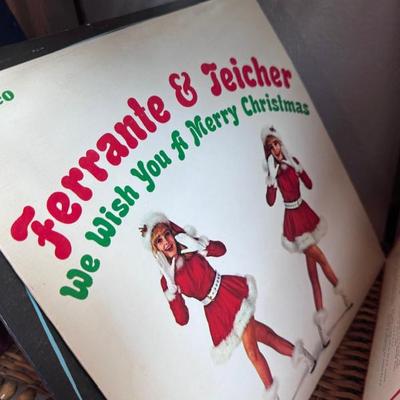 Ferrante & Teicher
We Wish You A Merry Christmas